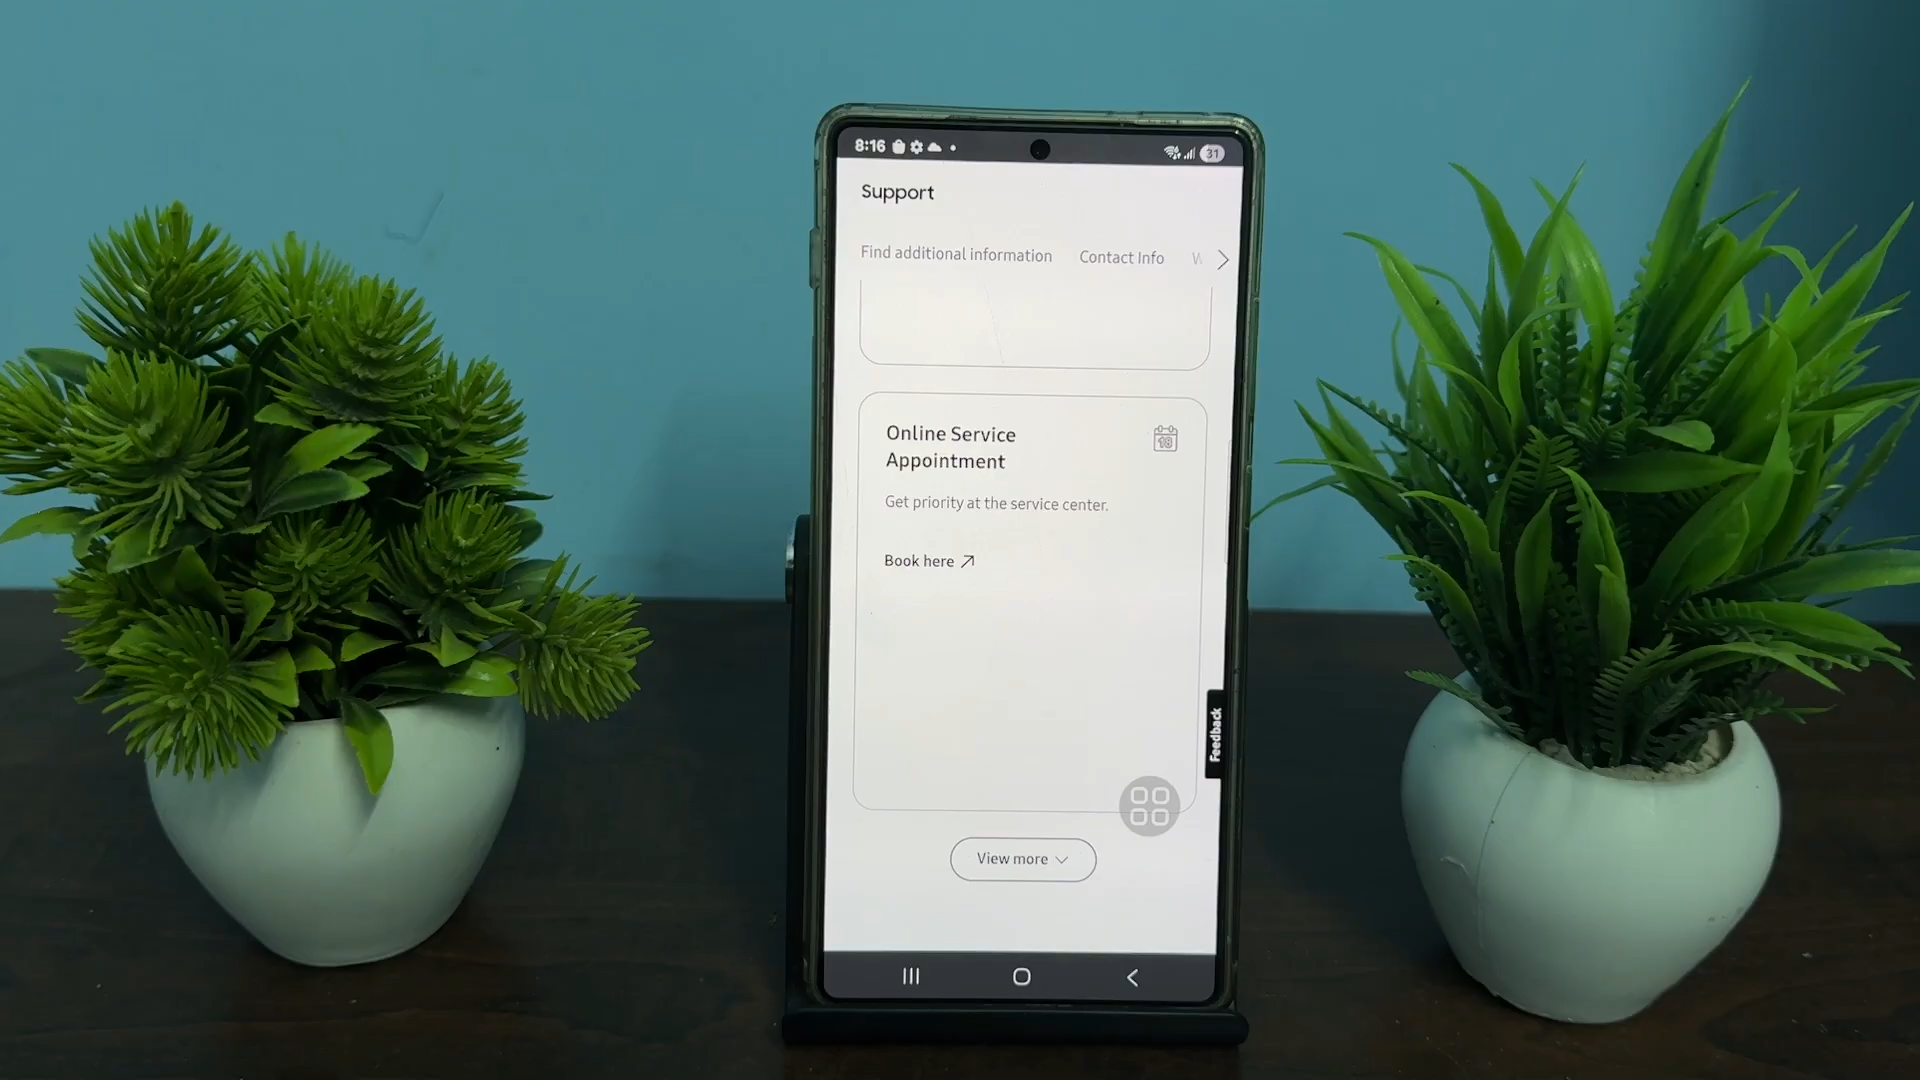 8:16
31
Support
Find additional information Contact Info
Online Service
Appointment
18
Get priority at the service center.
Book here
Feedback
View more